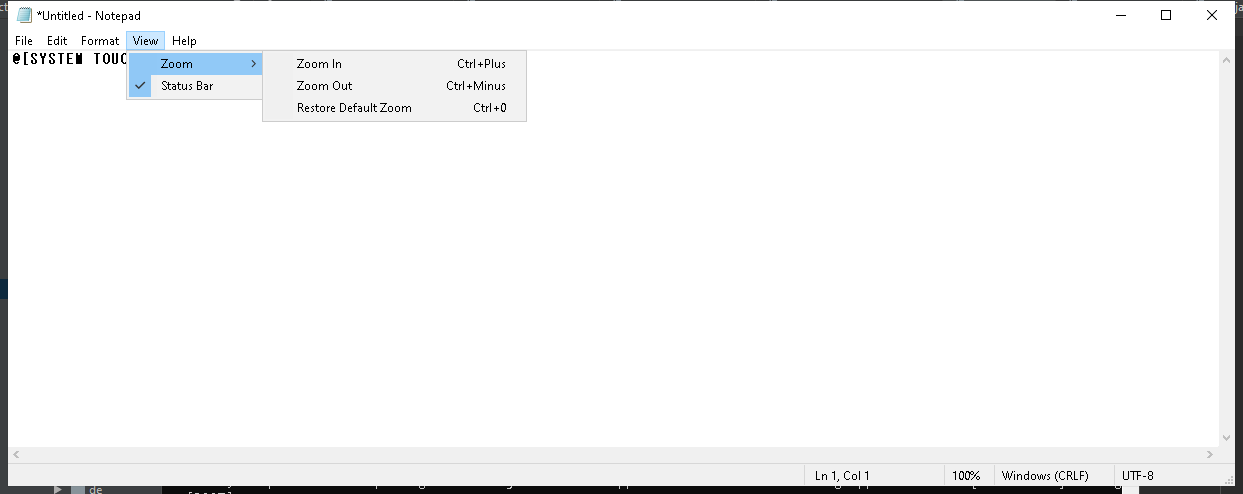 *Untitled - Notepad
File Edit Format View Help
@[SYSTEM
Zoom Zoom In Ctrl+Plus
Status Bar Zoom Out Ctrl+Minus
Restore Default Zoom Ctrl+0
Ln 1, Col 1 100% Windows (CRLF) UTF-8
de